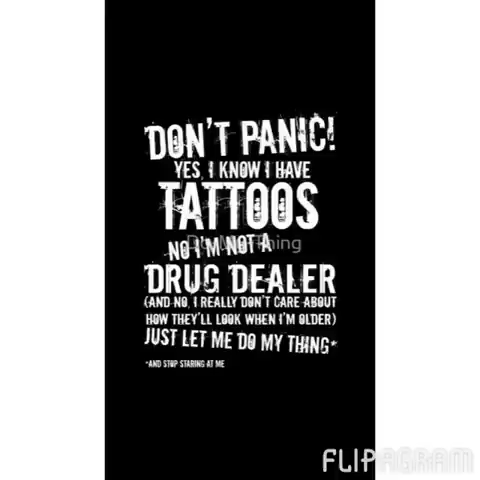 DON'T PANIC!
YES, I KNOW I HAVE
TATTOOS
NO I'M NOT A
DRUG DEALER
(AND NO, I REALLY DON'T CARE ABOUT
HOW THEY'LL LOOK WHEN I'M OLDER)
JUST LET ME DO MY THING*
*AND STOP STARING AT ME
FLIPAGRAM